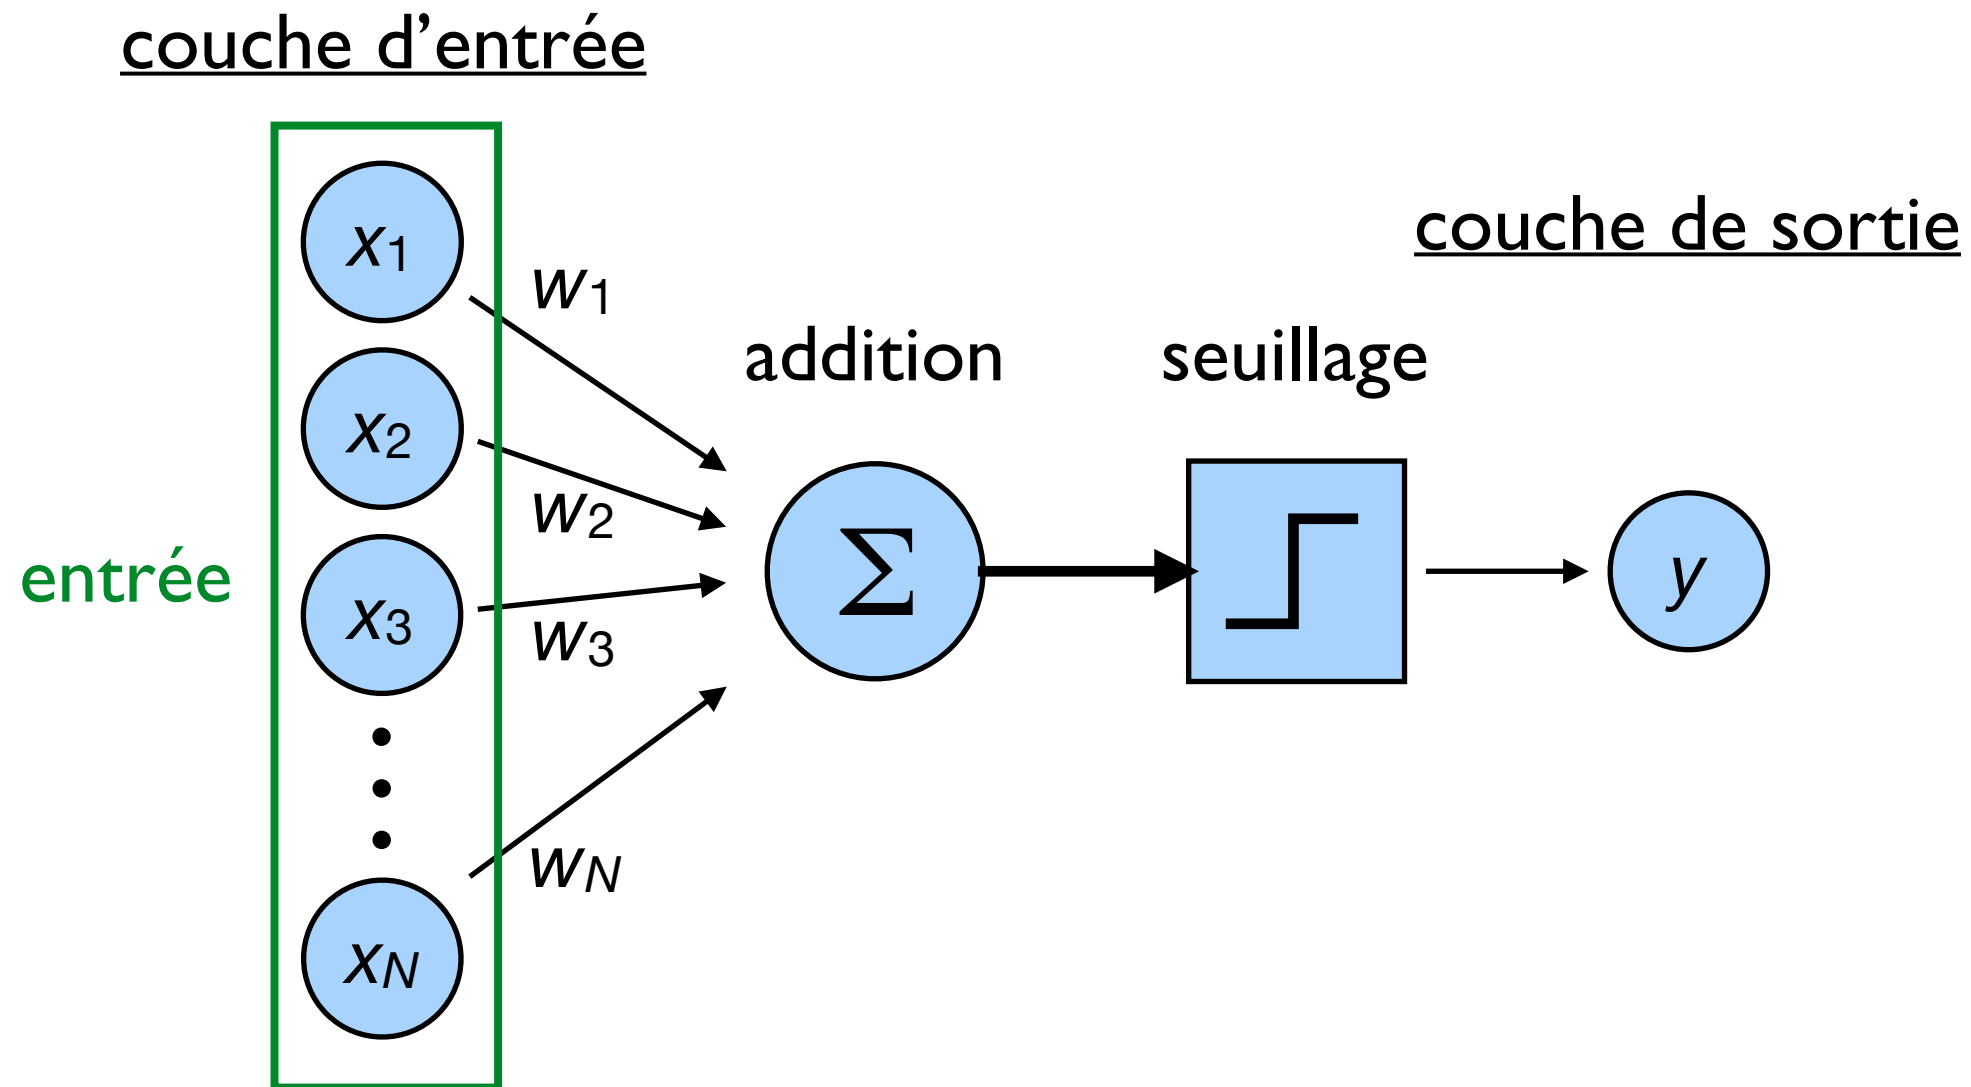 couche d'entrée
couche de sortie
addition
seuillage
entrée
x1
x2
x3
xN
w1
w2
w3
wN
Σ
y